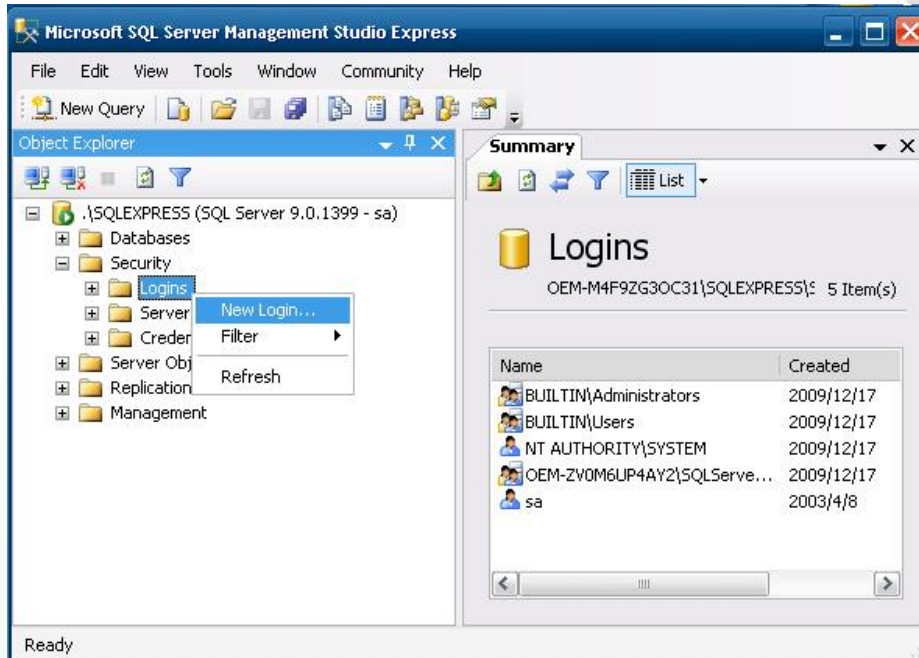 Microsoft SQL Server Management Studio Express
File Edit View Tools Window Community Help
New Query
Object Explorer
.\SQLEXPRESS (SQL Server 9.0.1399 - sa)
Databases
Security
Logins
Server
Creder
Server Obj
Replication
Management
New Login...
Filter
Refresh
Summary
List
Logins
OEM-M4F9ZG3OC31\SQLEXPRESS\S 5 Item(s)
Name Created
BUILTIN\Administrators 2009/12/17
BUILTIN\Users 2009/12/17
NT AUTHORITY\SYSTEM 2009/12/17
OEM-ZV0M6UP4AY2\SQLServe... 2009/12/17
sa 2003/4/8
Ready